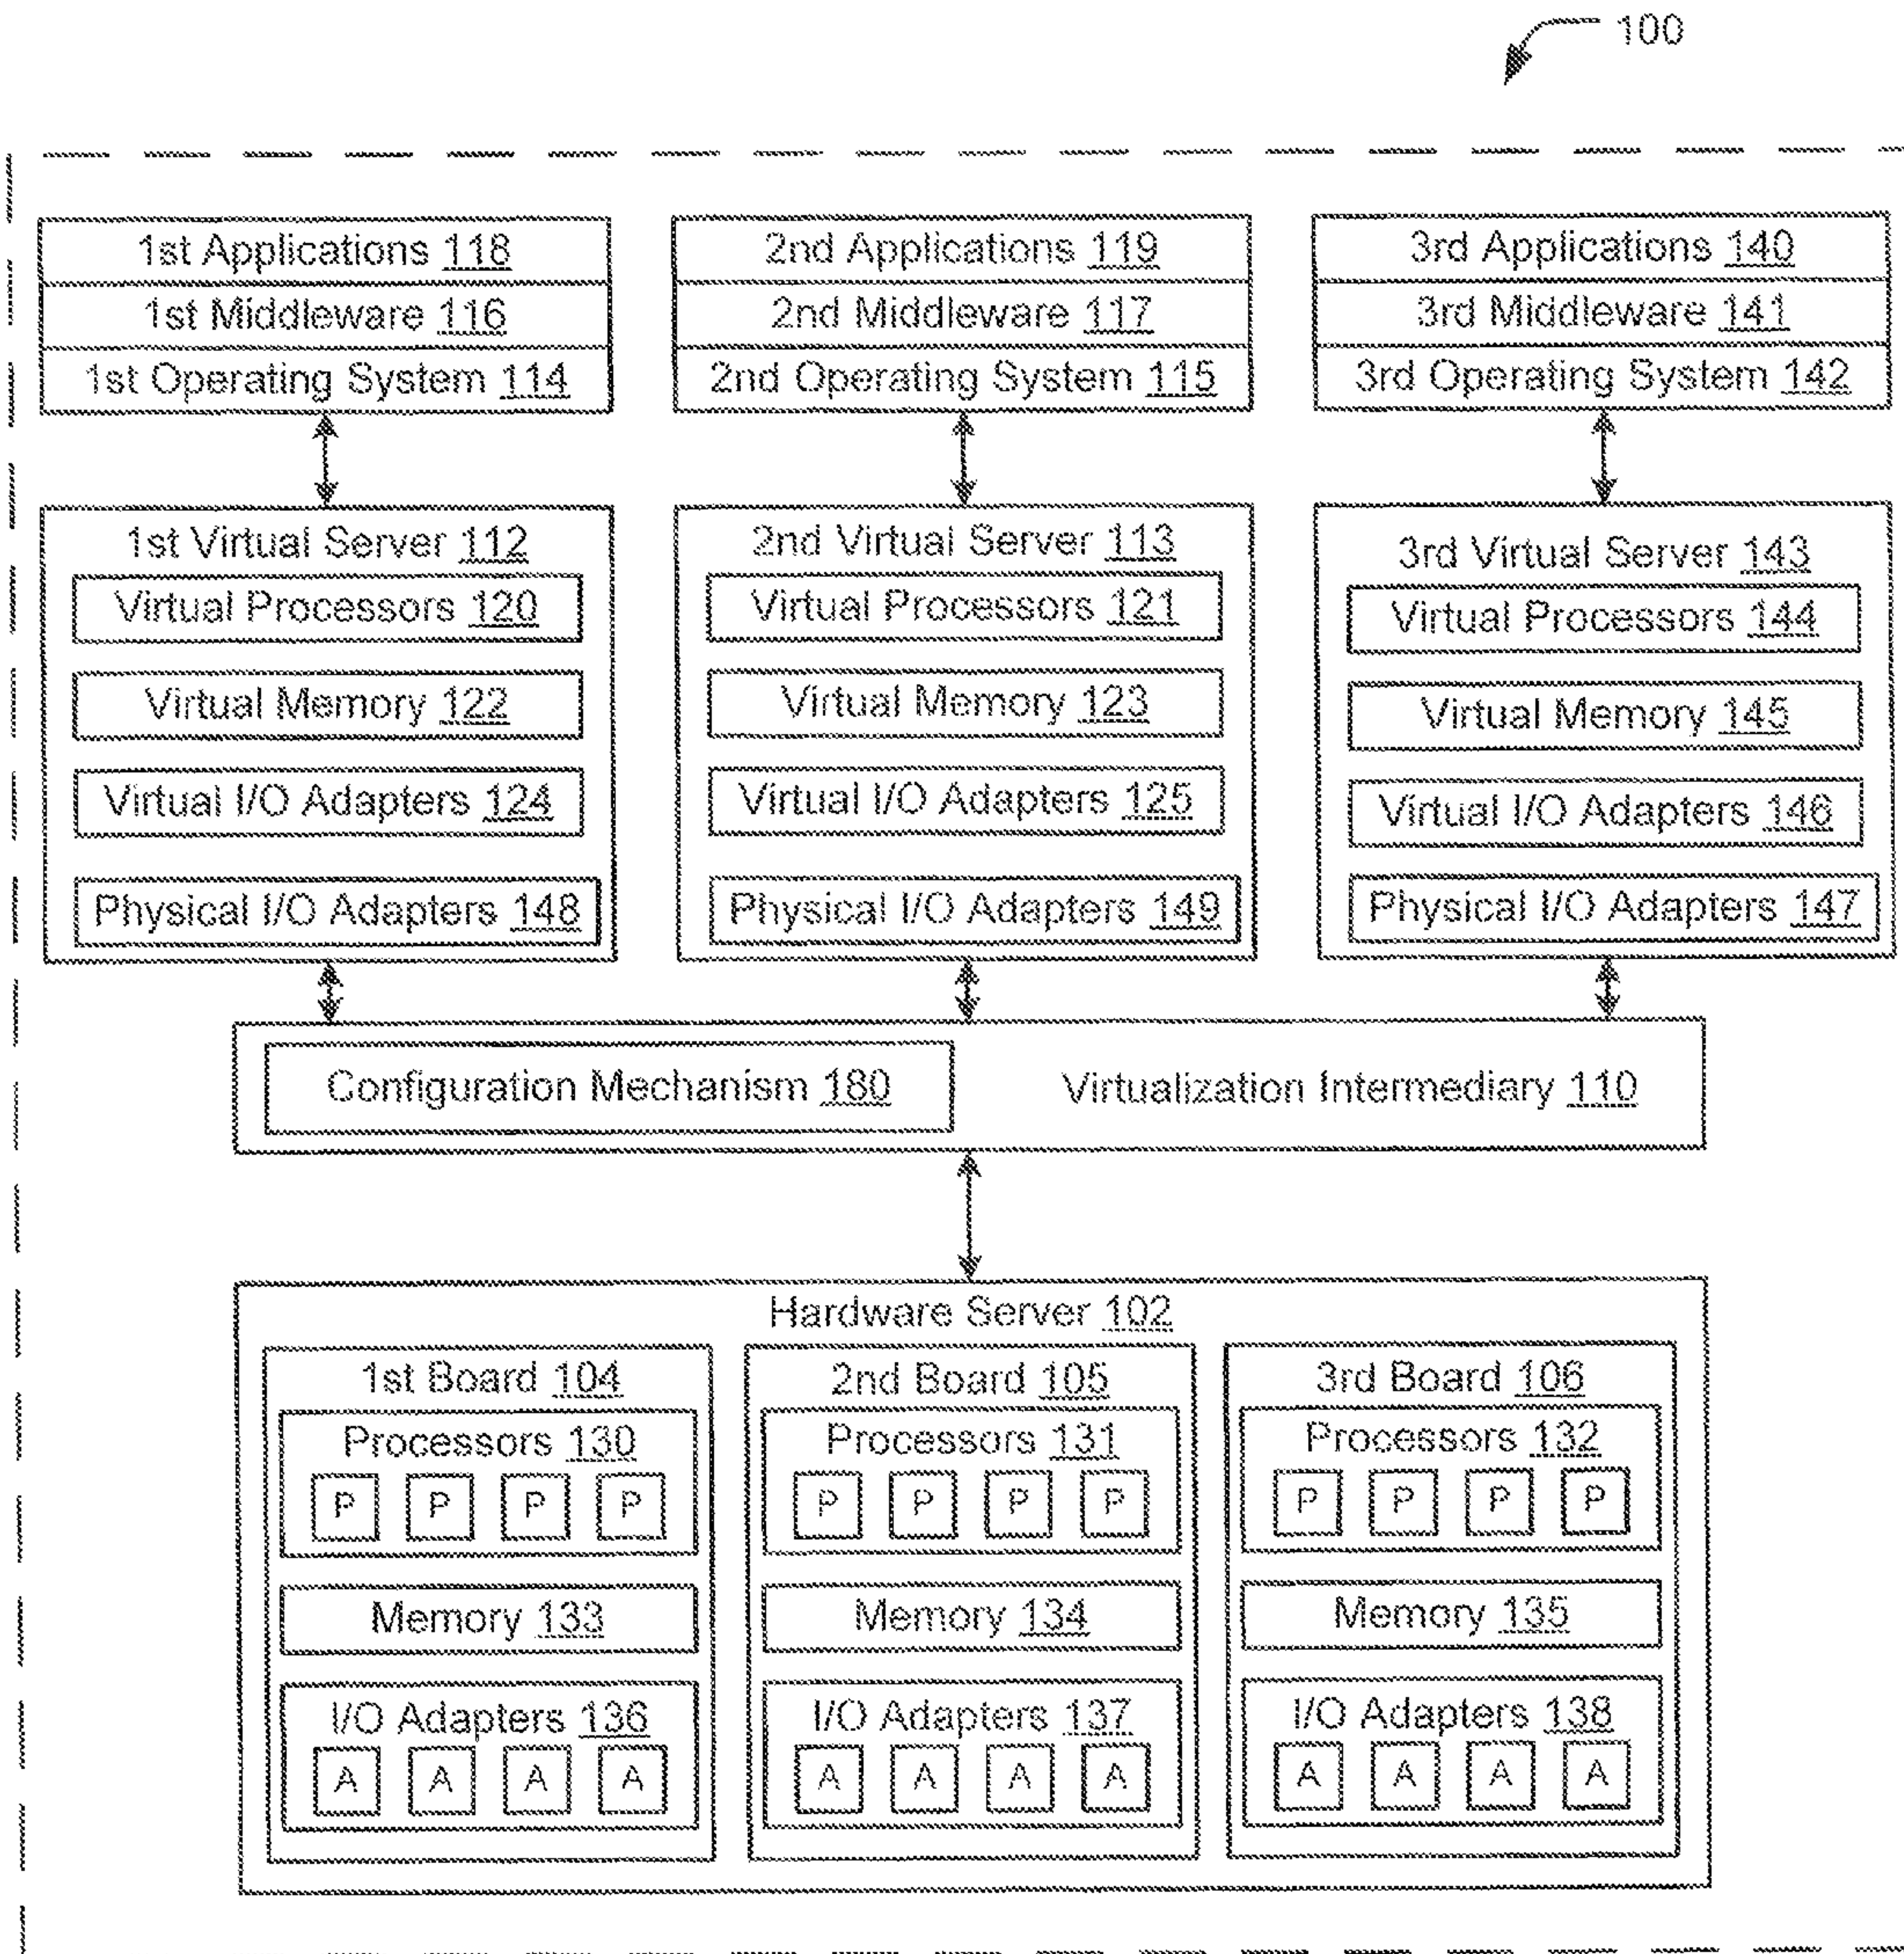 100
1st Applications 118
1st Middleware 116
1st Operating System 114
2nd Applications 119
2nd Middleware 117
2nd Operating System 115
3rd Applications 140
3rd Middleware 141
3rd Operating System 142
1st Virtual Server 112
Virtual Processors 120
Virtual Memory 122
Virtual I/O Adapters 124
Physical I/O Adapters 148
2nd Virtual Server 113
Virtual Processors 121
Virtual Memory 123
Virtual I/O Adapters 125
Physical I/O Adapters 149
3rd Virtual Server 143
Virtual Processors 144
Virtual Memory 145
Virtual I/O Adapters 146
Physical I/O Adapters 147
Configuration Mechanism 180
Virtualization Intermediary 110
Hardware Server 102
1st Board 104
Processors 130
P P P P
Memory 133
I/O Adapters 136
A A A A
2nd Board 105
Processors 131
P P P P
Memory 134
I/O Adapters 137
A A A A
3rd Board 106
Processors 132
P P P P
Memory 135
I/O Adapters 138
A A A A